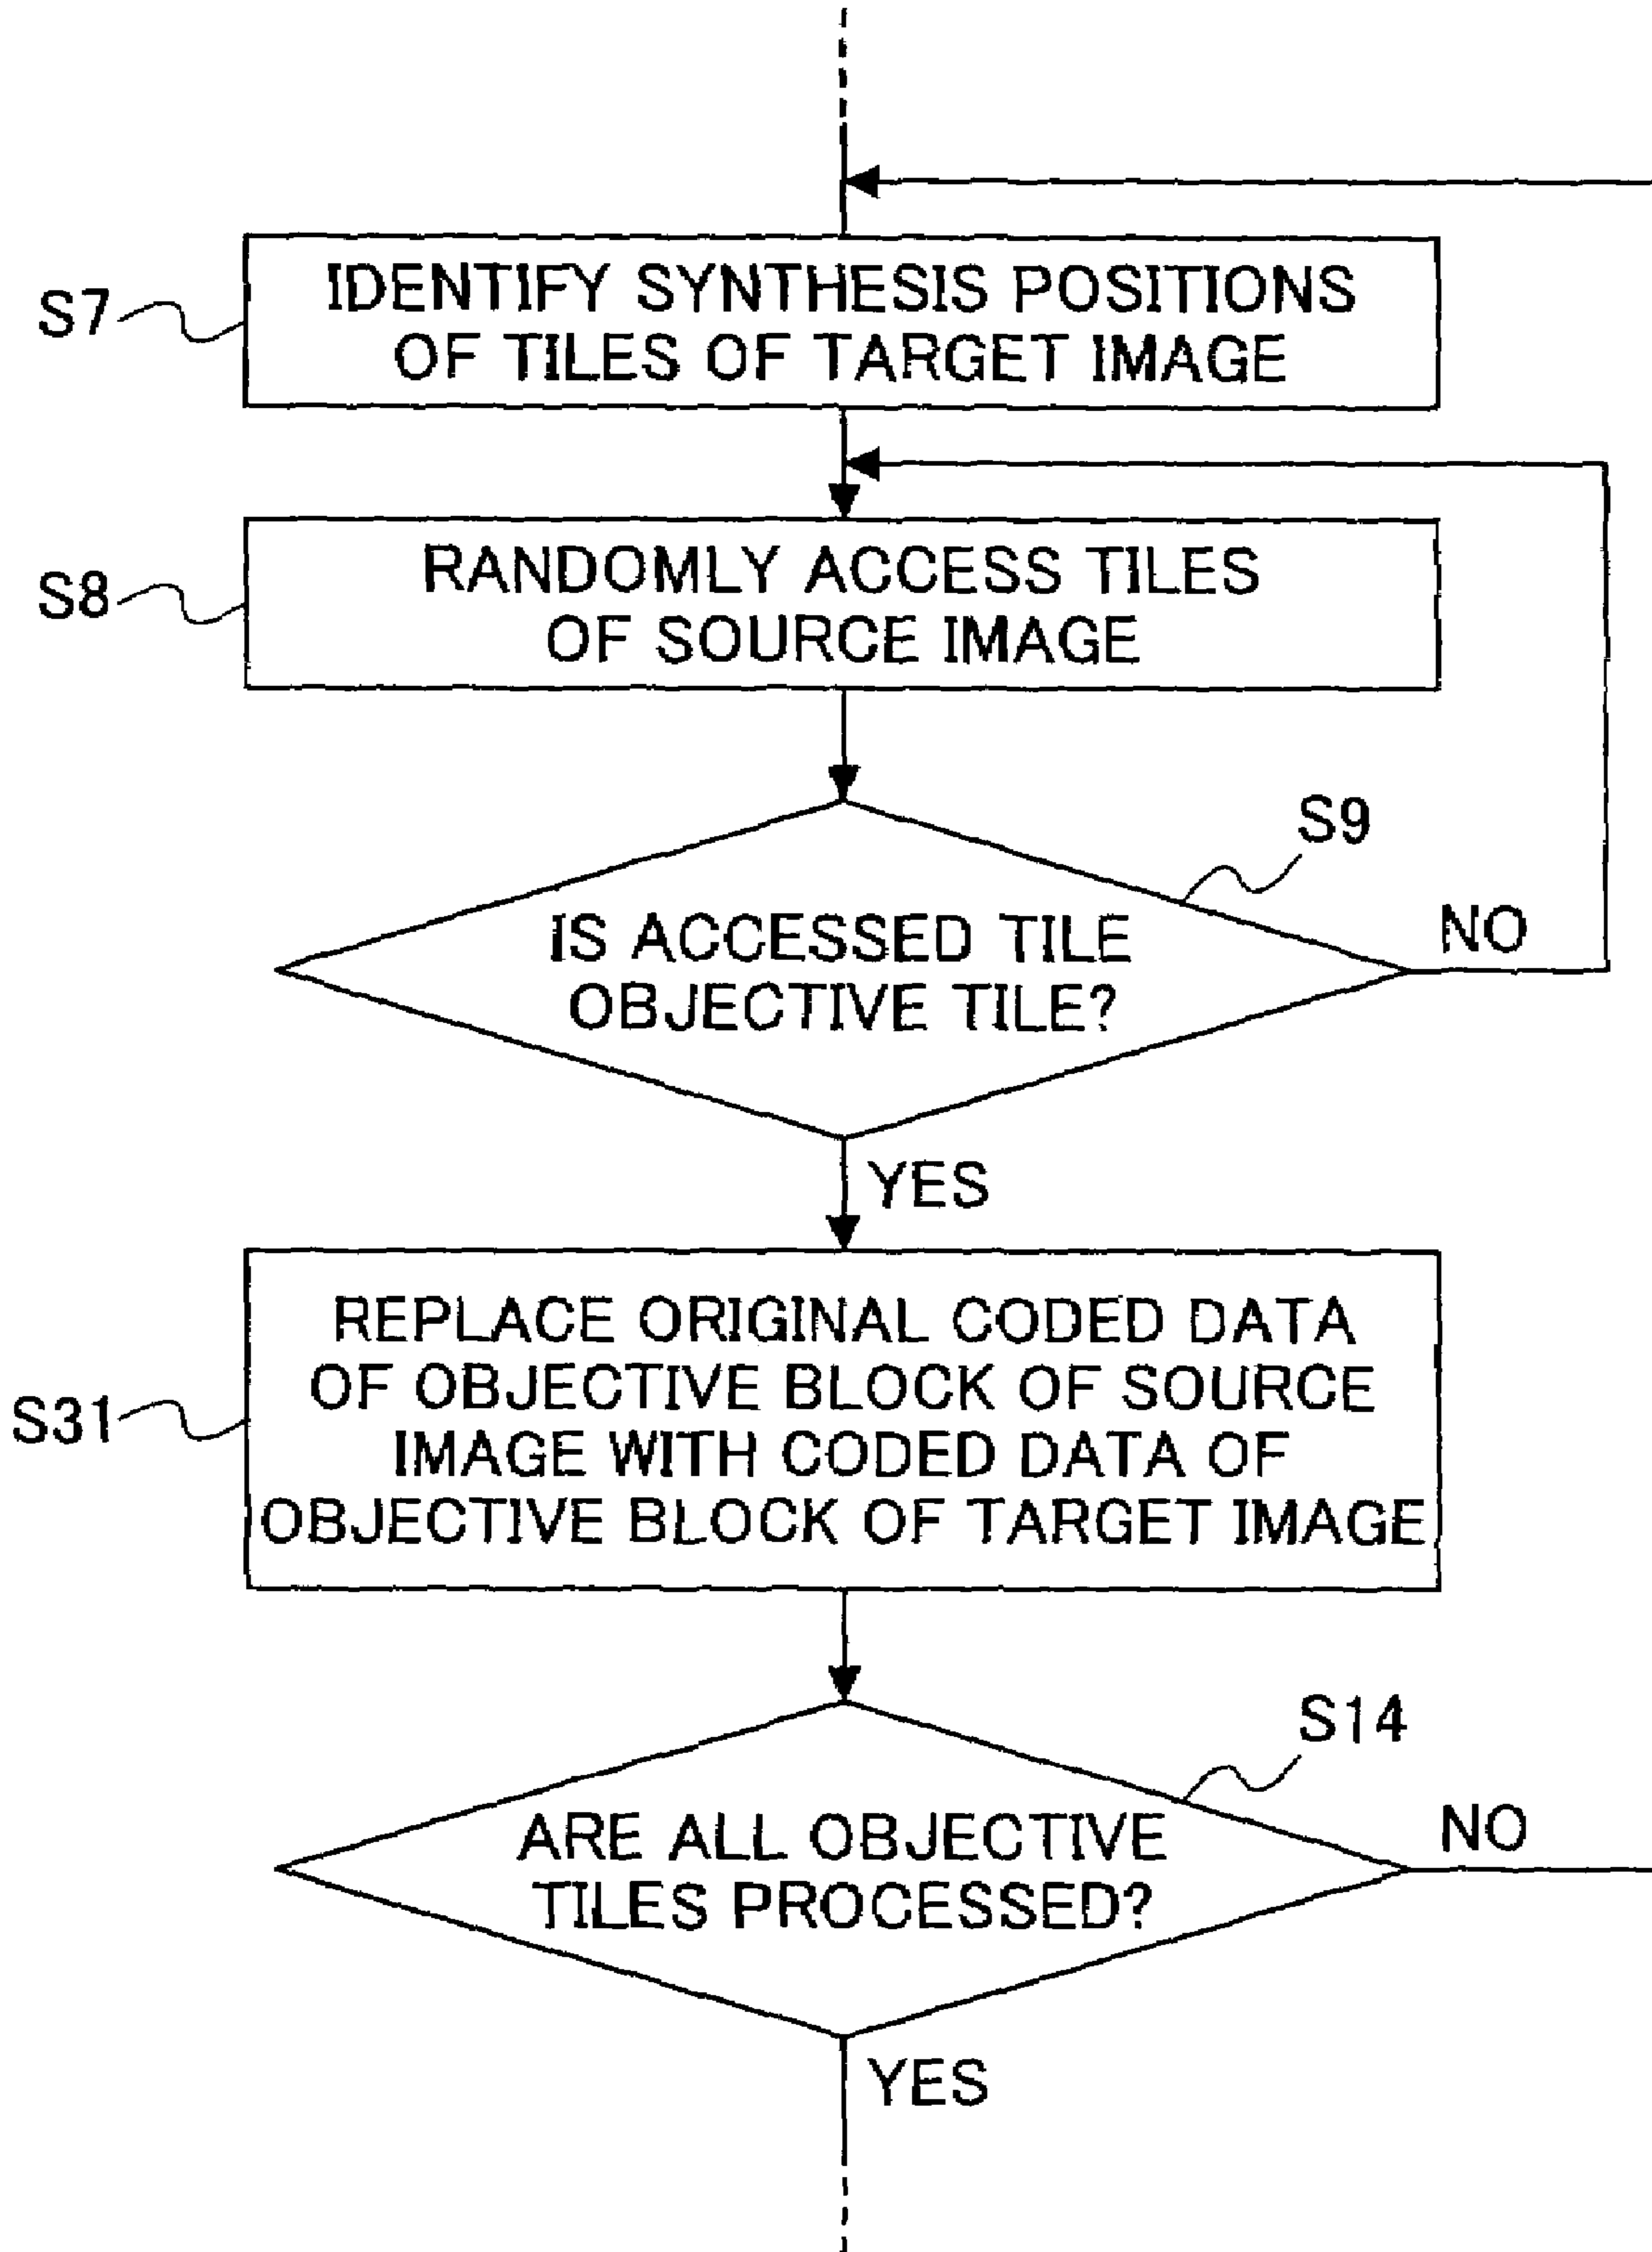 S7
IDENTIFY SYNTHESIS POSITIONS
OF TILES OF TARGET IMAGE
S8
RANDOMLY ACCESS TILES
OF SOURCE IMAGE
S9
IS ACCESSED TILE
OBJECTIVE TILE?
NO
YES
S31
REPLACE ORIGINAL CODED DATA
OF OBJECTIVE BLOCK OF SOURCE
IMAGE WITH CODED DATA OF
OBJECTIVE BLOCK OF TARGET IMAGE
S14
ARE ALL OBJECTIVE
TILES PROCESSED?
NO
YES